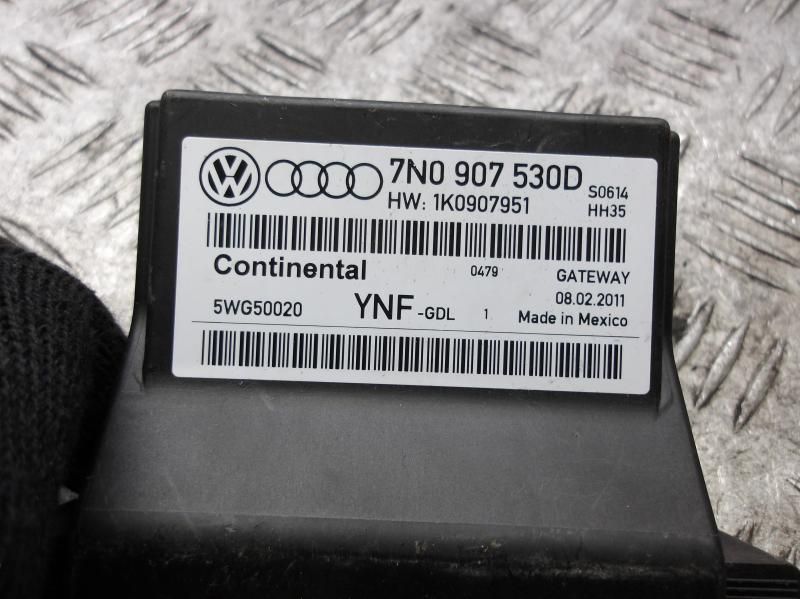 7N0 907 530D S0614
HW: 1K0907951 HH35
Continental 0479 GATEWAY
08.02.2011
5WG50020 YNF-GDL 1 Made in Mexico